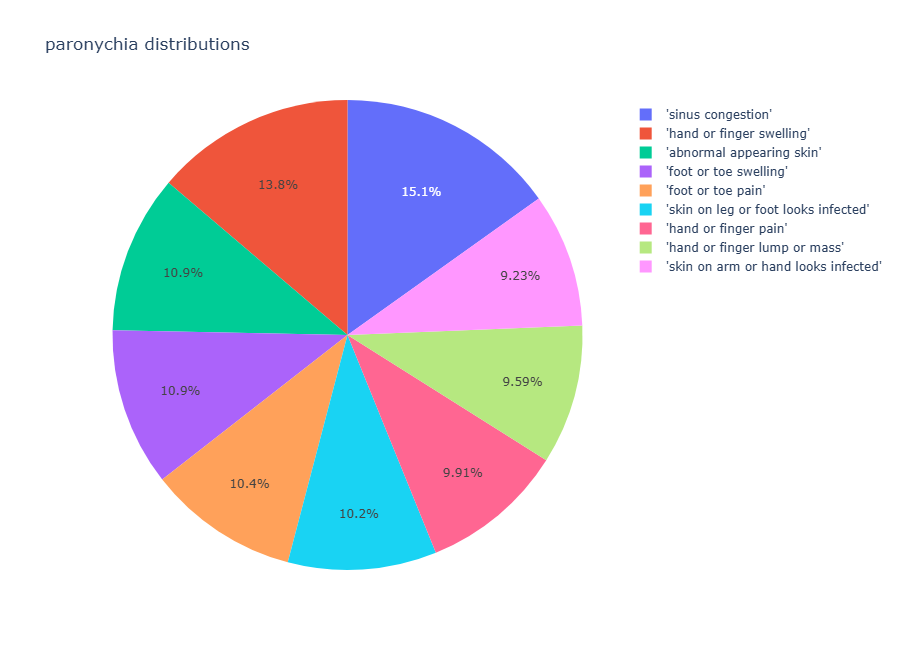 paronychia distributions
'sinus congestion'
'hand or finger swelling'
'abnormal appearing skin'
'foot or toe swelling'
'foot or toe pain'
'skin on leg or foot looks infected'
'hand or finger pain'
'hand or finger lump or mass'
'skin on arm or hand looks infected'
13.8%
15.1%
10.9%
9.23%
10.9%
9.59%
10.4%
9.91%
10.2%